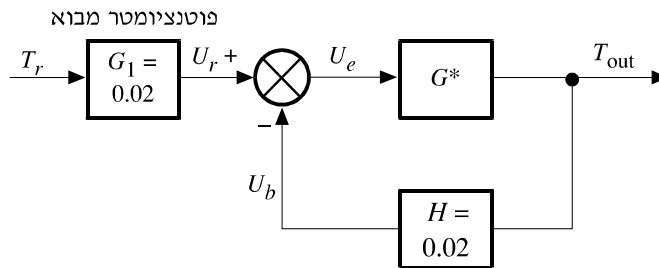 פוטנציומטר מבוא
T_r
G_1 =
0.02
U_r +
U_e
G*
T_out
–
U_b
H =
0.02